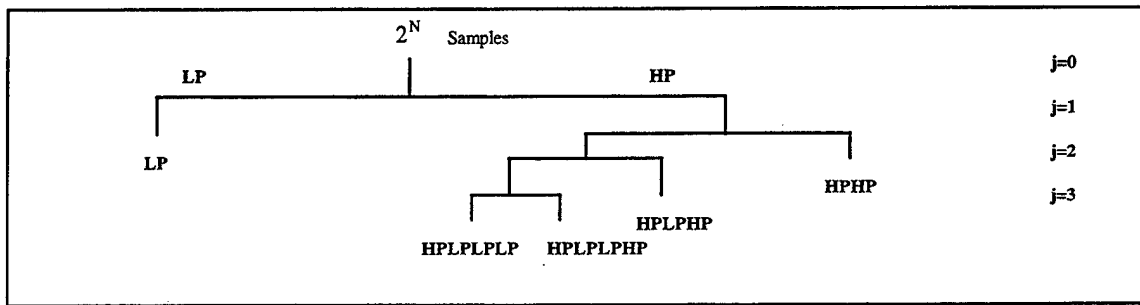 2^N Samples
LP HP j=0
j=1
LP j=2
HPHP j=3
HPLPHP
HPLPLPLP HPLPLPHP